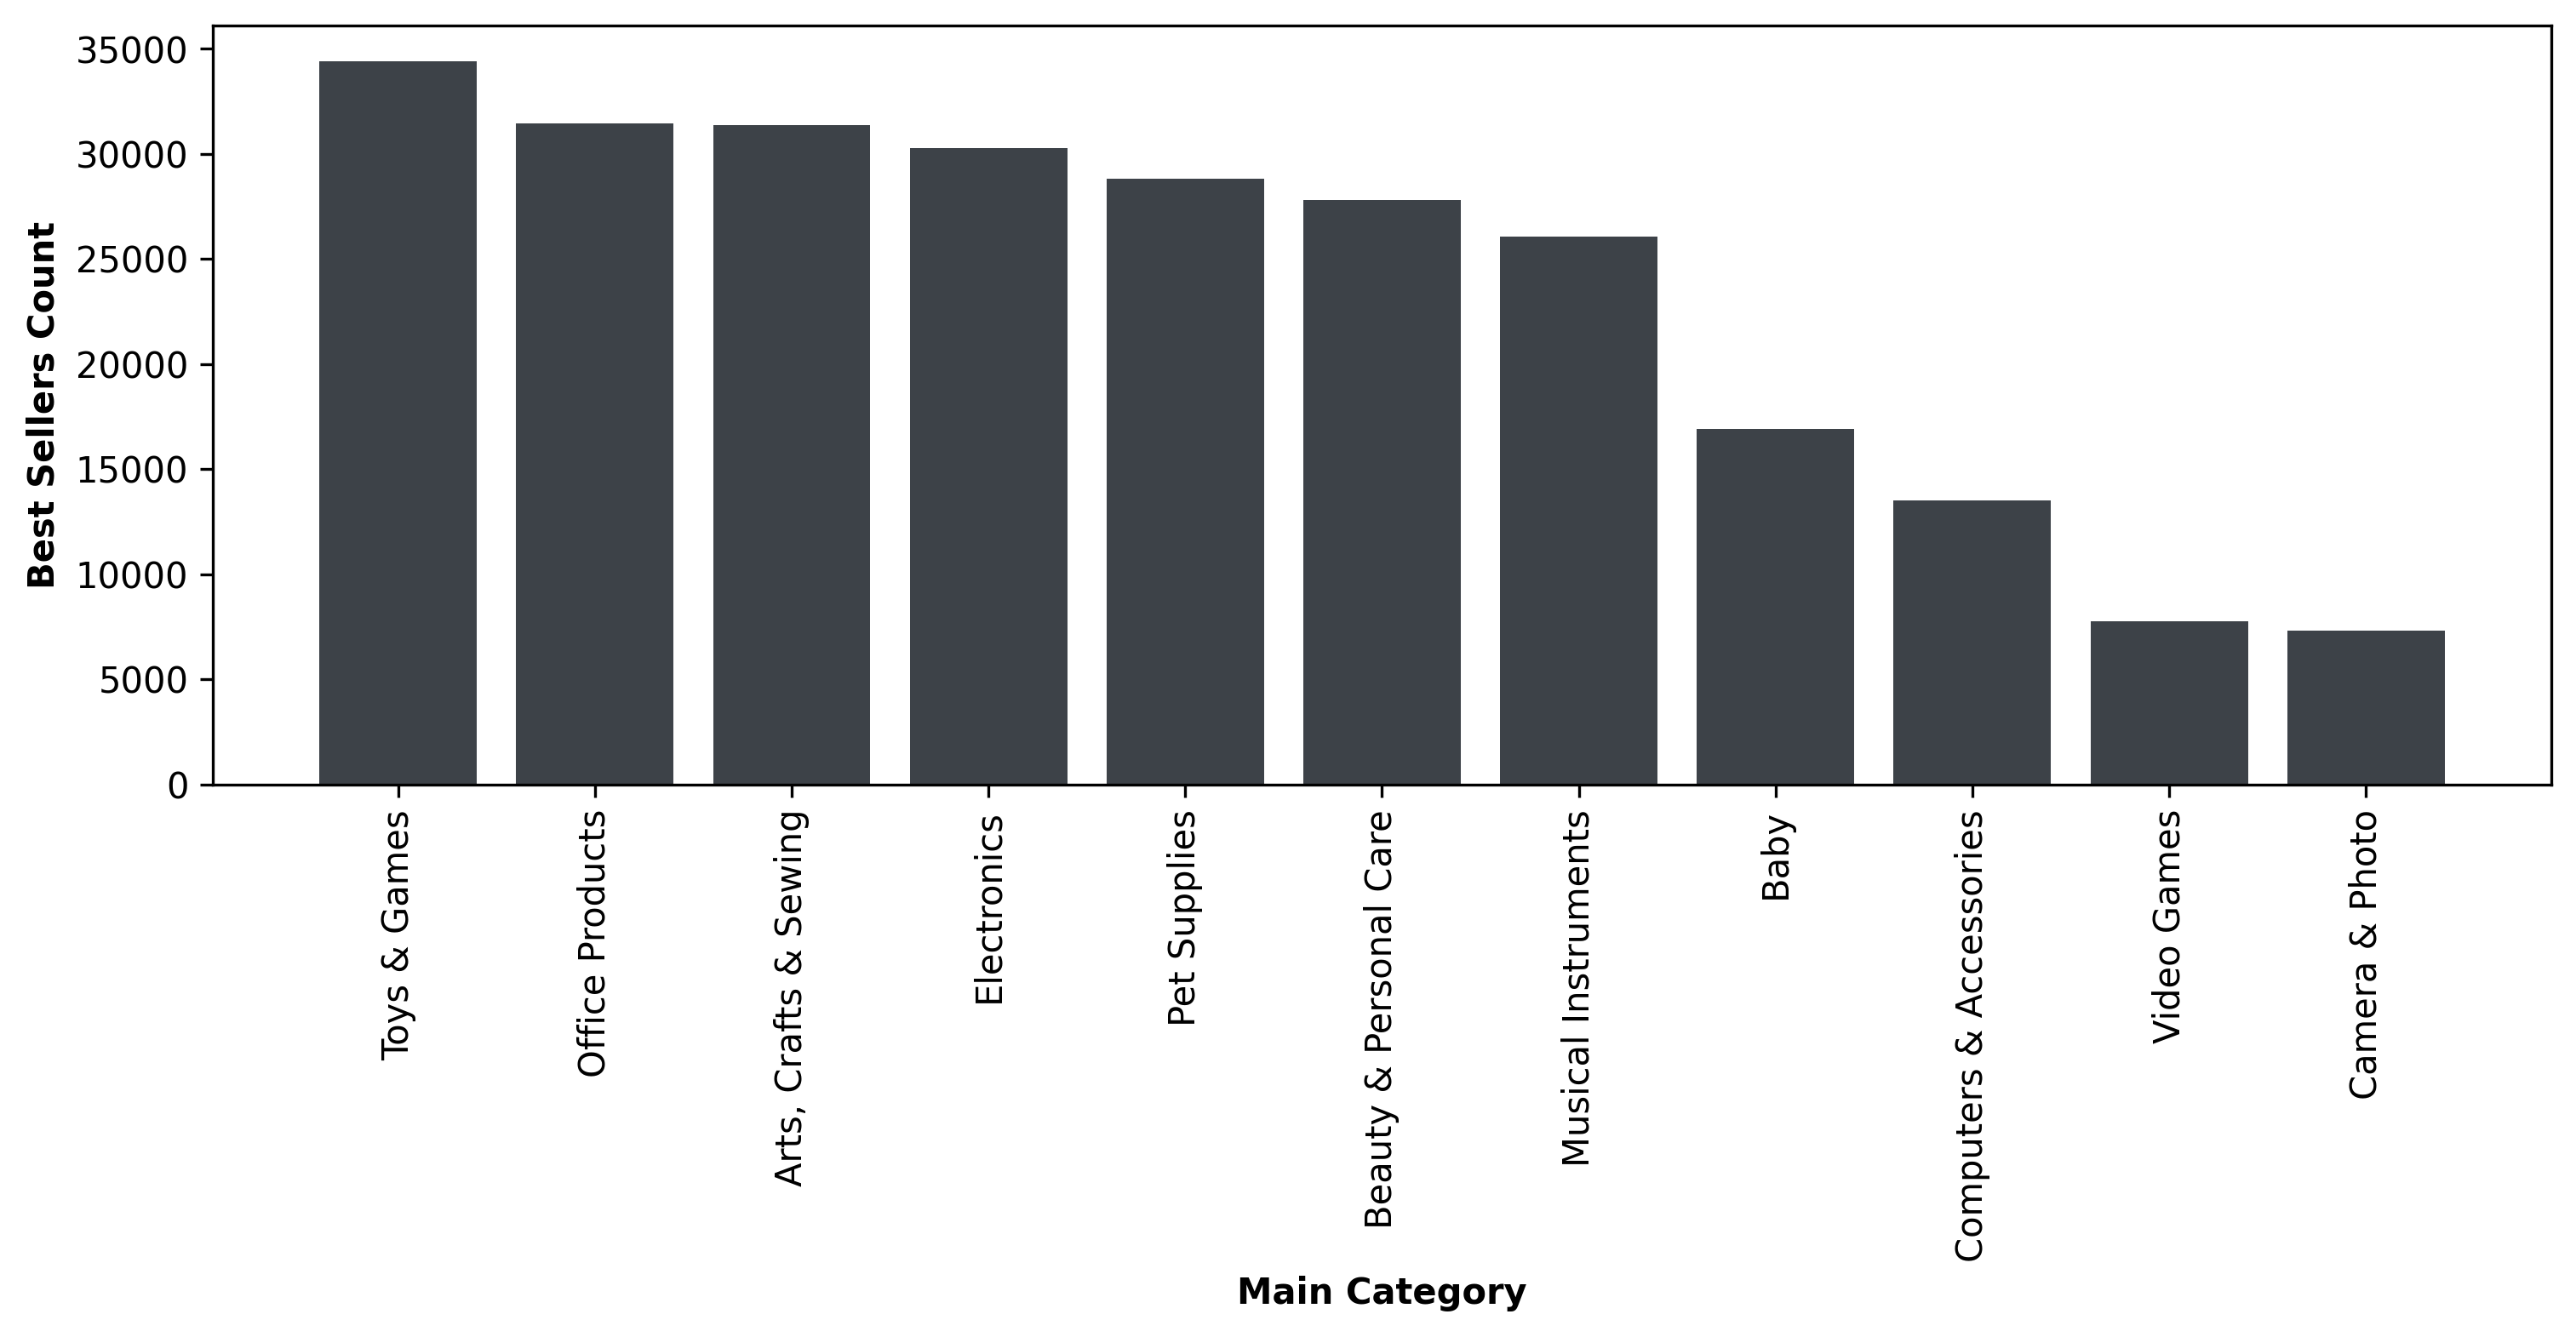 Best Sellers Count
35000
30000
25000
20000
15000
10000
5000
0
Toys & Games
Office Products
Arts, Crafts & Sewing
Electronics
Pet Supplies
Beauty & Personal Care
Musical Instruments
Baby
Computers & Accessories
Video Games
Camera & Photo
Main Category